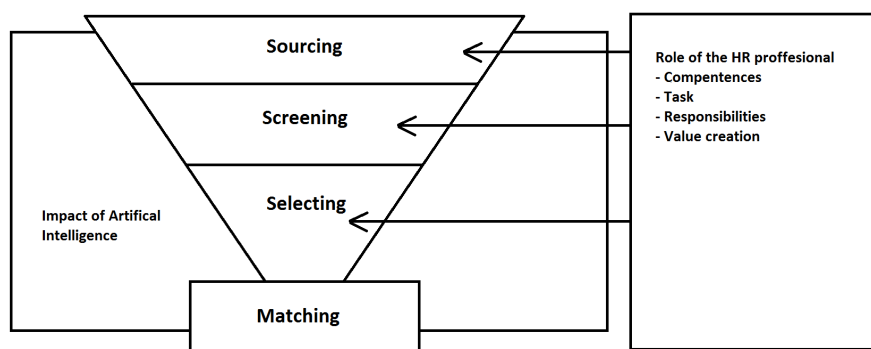 Sourcing
Screening
Selecting
Matching
Impact of Artifical
Intelligence
Role of the HR proffesional
- Compentences
- Task
- Responsibilities
- Value creation